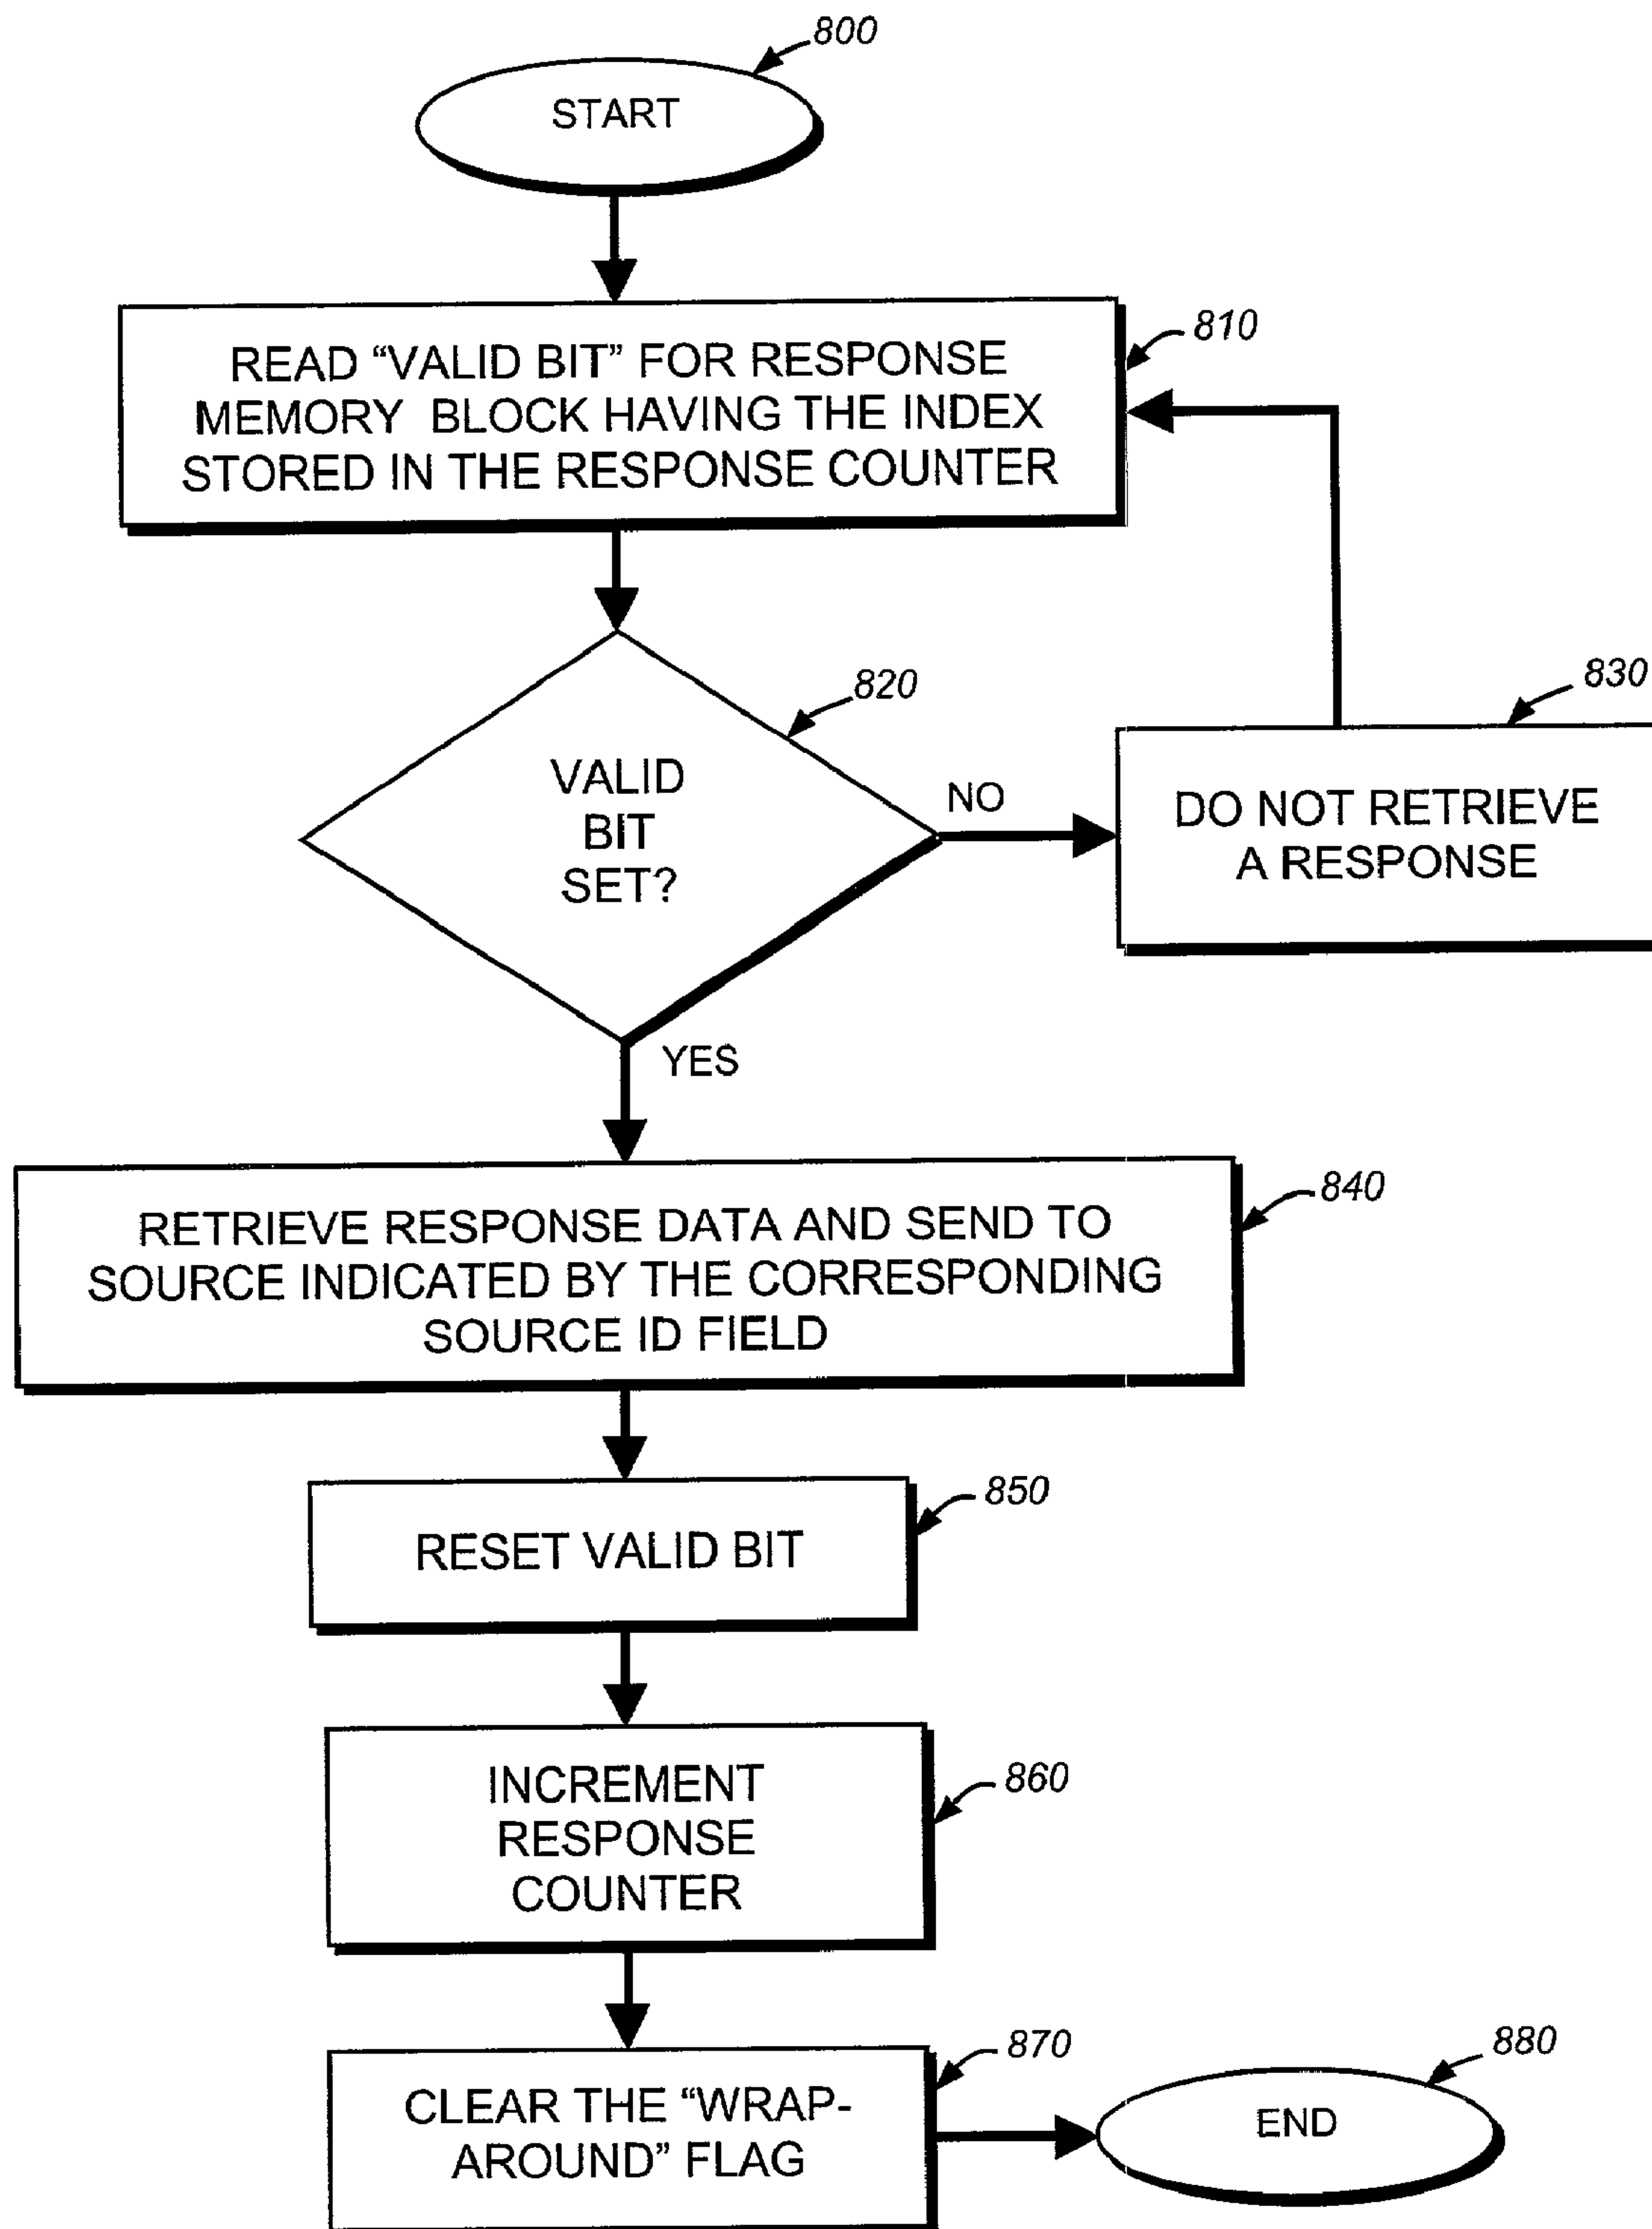 800
START
810
READ “VALID BIT” FOR RESPONSE
MEMORY BLOCK HAVING THE INDEX
STORED IN THE RESPONSE COUNTER
820
VALID
BIT
SET?
NO
830
DO NOT RETRIEVE
A RESPONSE
YES
840
RETRIEVE RESPONSE DATA AND SEND TO
SOURCE INDICATED BY THE CORRESPONDING
SOURCE ID FIELD
850
RESET VALID BIT
860
INCREMENT
RESPONSE
COUNTER
870
CLEAR THE “WRAP-
AROUND” FLAG
880
END